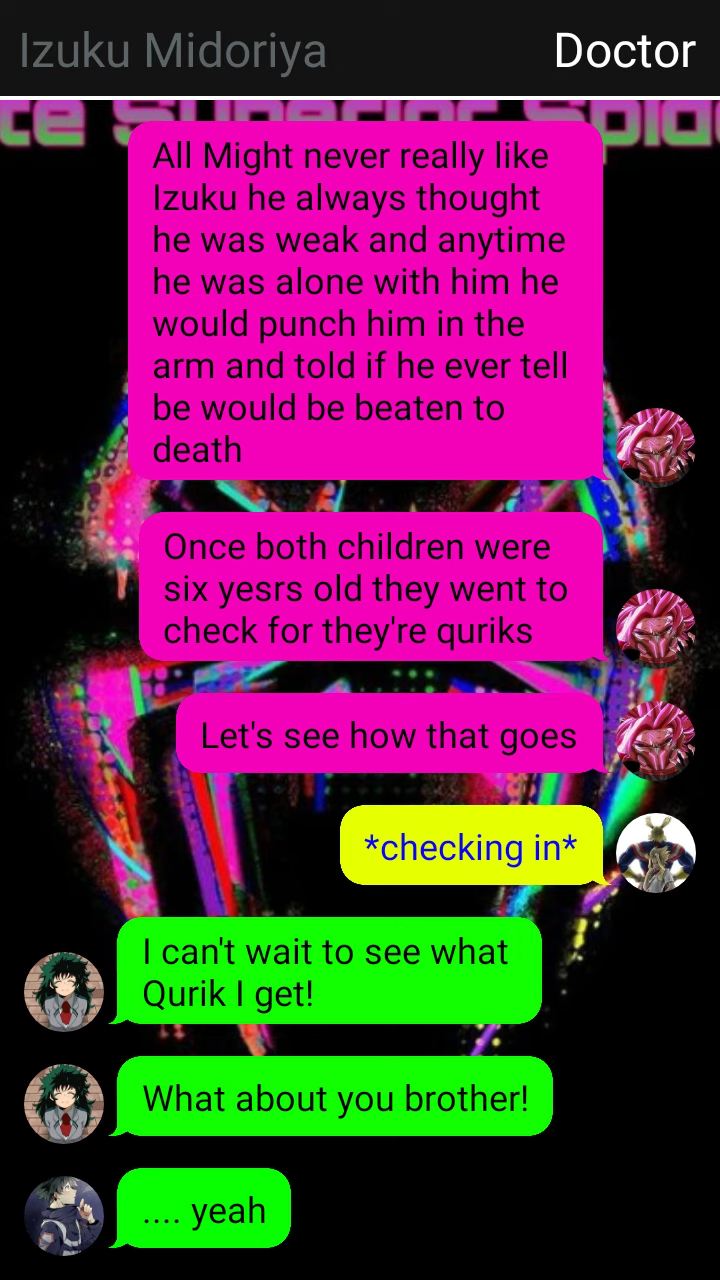 Izuku Midoriya
Doctor
te Superior Spid
All Might never really like
Izuku he always thought
he was weak and anytime
he was alone with him he
would punch him in the
arm and told if he ever tell
be would be beaten to
death
Once both children were
six yesrs old they went to
check for they're quriks
Let's see how that goes
*checking in*
I can't wait to see what
Qurik I get!
What about you brother!
.... yeah